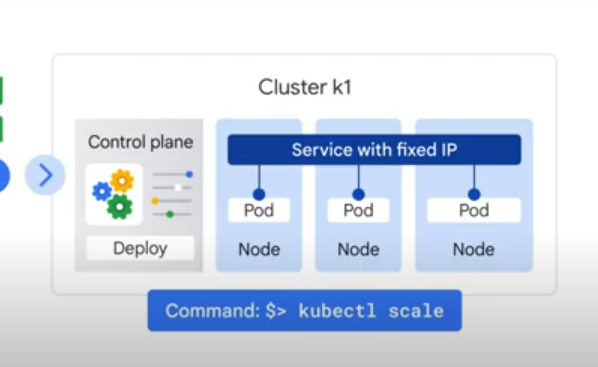 Cluster k1
Control plane
Service with fixed IP
Pod
Pod
Pod
Deploy
Node
Node
Node
Command: $> kubectl scale